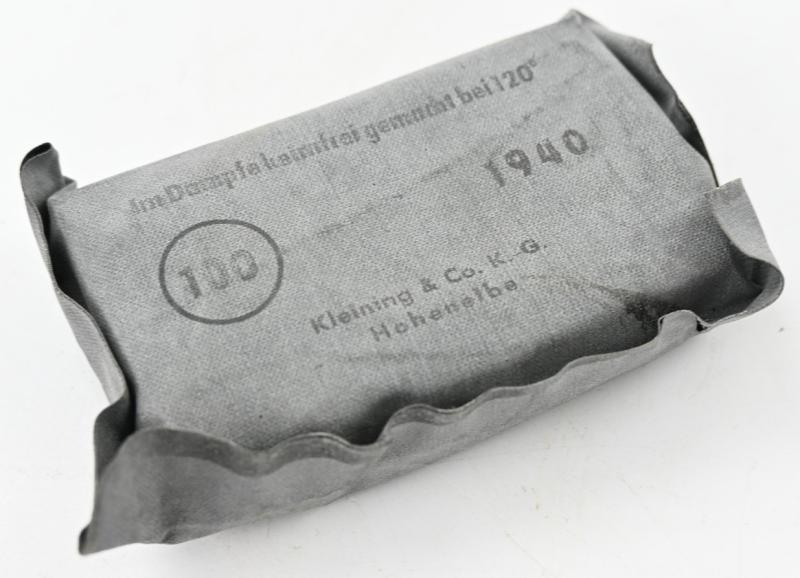 Im Dampfe keimfrei gemacht bei 120°
1940
100
Kleining & Co. K.-G.
Hohenelbe